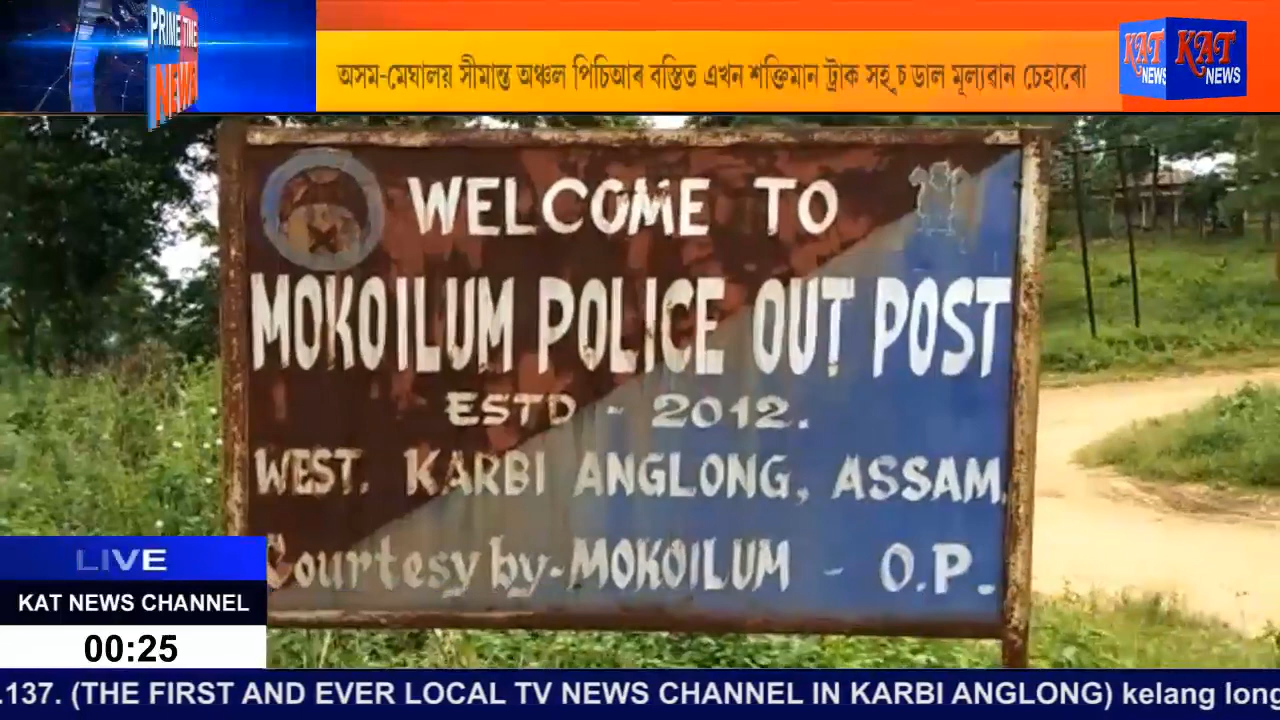 PRIME TIME
NEWS
অসম-মেঘালয় সীমান্ত অঞ্চল পিচিআৰ বস্তিত এখন শক্তিমান ট্ৰাক সহ চ ডাল মূল্যৱান চেহাৰো
KAT
NEWS
KAT
NEWS
WELCOME TO
MOKOILUM POLICE OUT POST
ESTD - 2012.
WEST. KARBI ANGLONG, ASSAM.
Courtesy by-MOKOILUM - O.P.
LIVE
KAT NEWS CHANNEL
00:25
.137. (THE FIRST AND EVER LOCAL TV NEWS CHANNEL IN KARBI ANGLONG) kelang long